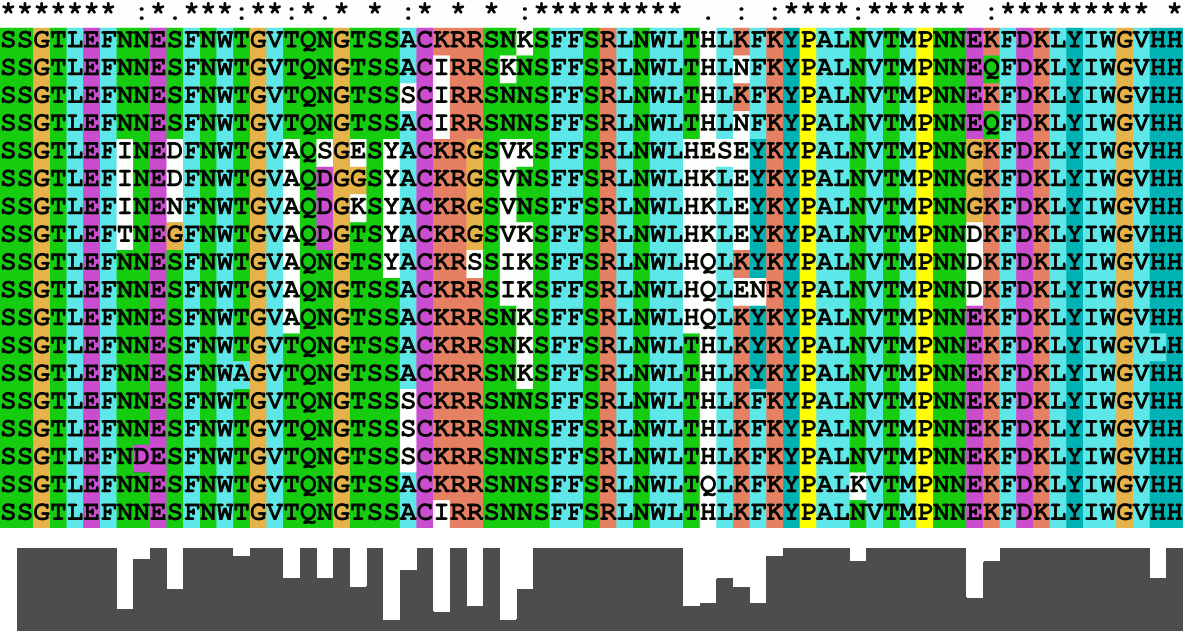 ******* :*.***:**:*.* * :* * * :********* . : :****:****** :********* *
SSGTLEFNNESFNWTGVTQNGTSSACKRRSNKSFFSRLNWLTHLKFKYPALNVTMPNNEKFDKLYIWGVHH
SSGTLEFNNESFNWTGVTQNGTSSACIRRSKNSFFSRLNWLTHLNFKYPALNVTMPNNEQFDKLYIWGVHH
SSGTLEFNNESFNWTGVTQNGTSSSCIRRSNNSFFSRLNWLTHLKFKYPALNVTMPNNEKFDKLYIWGVHH
SSGTLEFNNESFNWTGVTQNGTSSACIRRSNNSFFSRLNWLTHLNFKYPALNVTMPNNEQFDKLYIWGVHH
SSGTLEFINEDFNWTGVAQSGESYACKRGSVKSFFSRLNWLHESEYKYPALNVTMPNNGKFDKLYIWGVHH
SSGTLEFINEDFNWTGVAQDGGSYACKRGSVNSFFSRLNWLHKLEYKYPALNVTMPNNGKFDKLYIWGVHH
SSGTLEFINENFNWTGVAQDGKSYACKRGSVNSFFSRLNWLHKLEYKYPALNVTMPNNGKFDKLYIWGVHH
SSGTLEFTNEGFNWTGVAQDGTSYACKRGSVKSFFSRLNWLHKLEYKYPALNVTMPNNDKFDKLYIWGVHH
SSGTLEFNNESFNWTGVAQNGTSYACKRSSIKSFFSRLNWLHQLKYKYPALNVTMPNNDKFDKLYIWGVHH
SSGTLEFNNESFNWTGVAQNGTSSACKRRSIKSFFSRLNWLHQLENRYPALNVTMPNNDKFDKLYIWGVHH
SSGTLEFNNESFNWTGVAQNGTSSACKRRSNKSFFSRLNWLHQLKYKYPALNVTMPNNEKFDKLYIWGVHH
SSGTLEFNNESFNWTGVTQNGTSSACKRRSNKSFFSRLNWLTHLKYKYPALNVTMPNNEKFDKLYIWGVLH
SSGTLEFNNESFNWAGVTQNGTSSACKRRSNKSFFSRLNWLTHLKYKYPALNVTMPNNEKFDKLYIWGVHH
SSGTLEFNNESFNWTGVTQNGTSSSCKRRSNNSFFSRLNWLTHLKFKYPALNVTMPNNEKFDKLYIWGVHH
SSGTLEFNNESFNWTGVTQNGTSSSCKRRSNNSFFSRLNWLTHLKFKYPALNVTMPNNEKFDKLYIWGVHH
SSGTLEFNDESFNWTGVTQNGTSSSCKRRSNNSFFSRLNWLTHLKFKYPALNVTMPNNEKFDKLYIWGVHH
SSGTLEFNNESFNWTGVTQNGTSSACKRRSNNSFFSRLNWLTQLKFKYPALKVTMPNNEKFDKLYIWGVHH
SSGTLEFNNESFNWTGVTQNGTSSACIRRSNNSFFSRLNWLTHLKFKYPALNVTMPNNEKFDKLYIWGVHH